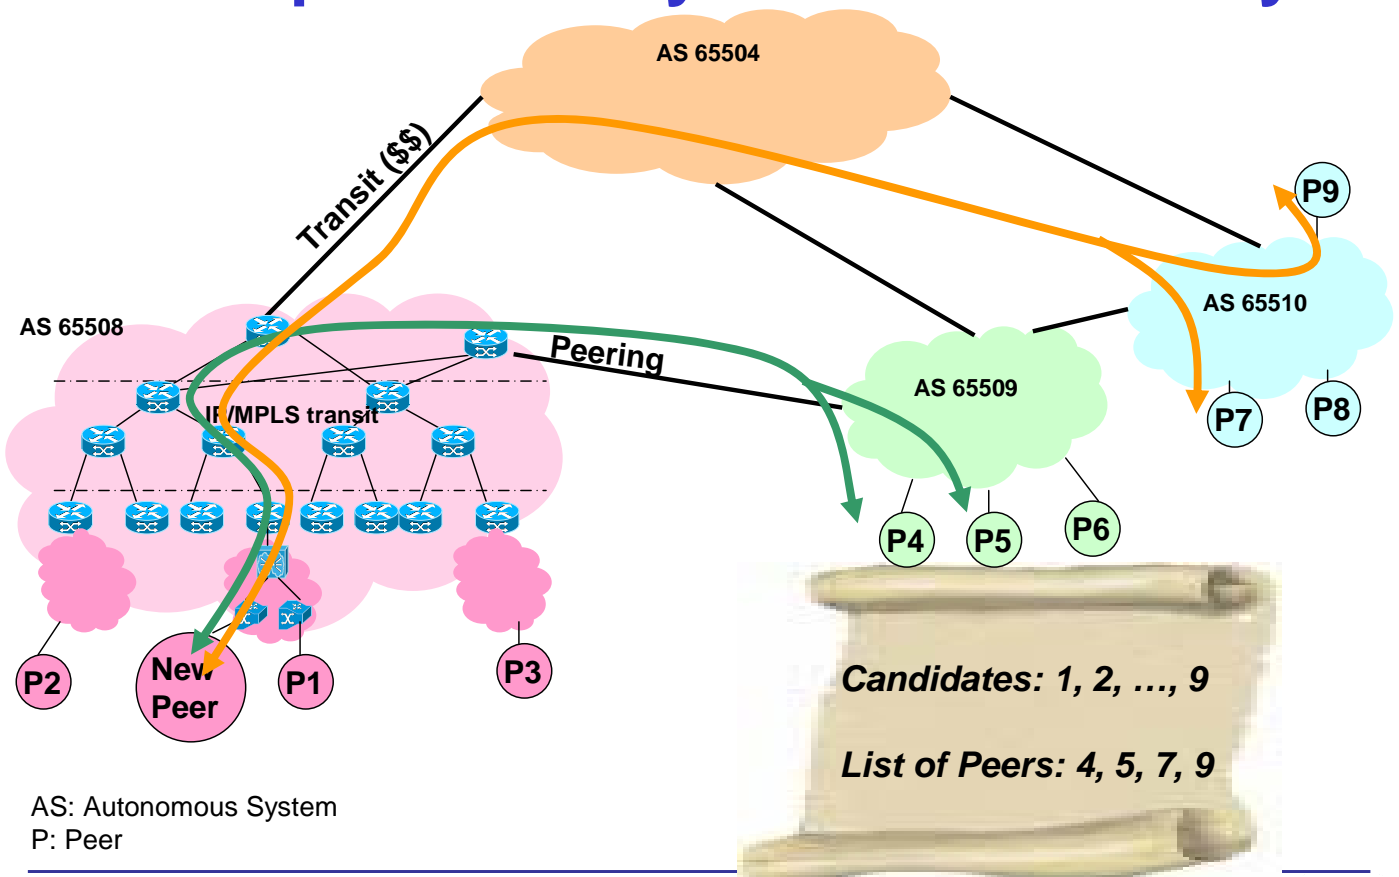 AS 65504
Transit ($$)
P9
AS 65510
AS 65508
Peering
AS 65509
IP/MPLS transit
P7
P8
P4
P5
P6
P2
New
Peer
P1
P3
Candidates: 1, 2, …, 9
List of Peers: 4, 5, 7, 9
AS: Autonomous System
P: Peer